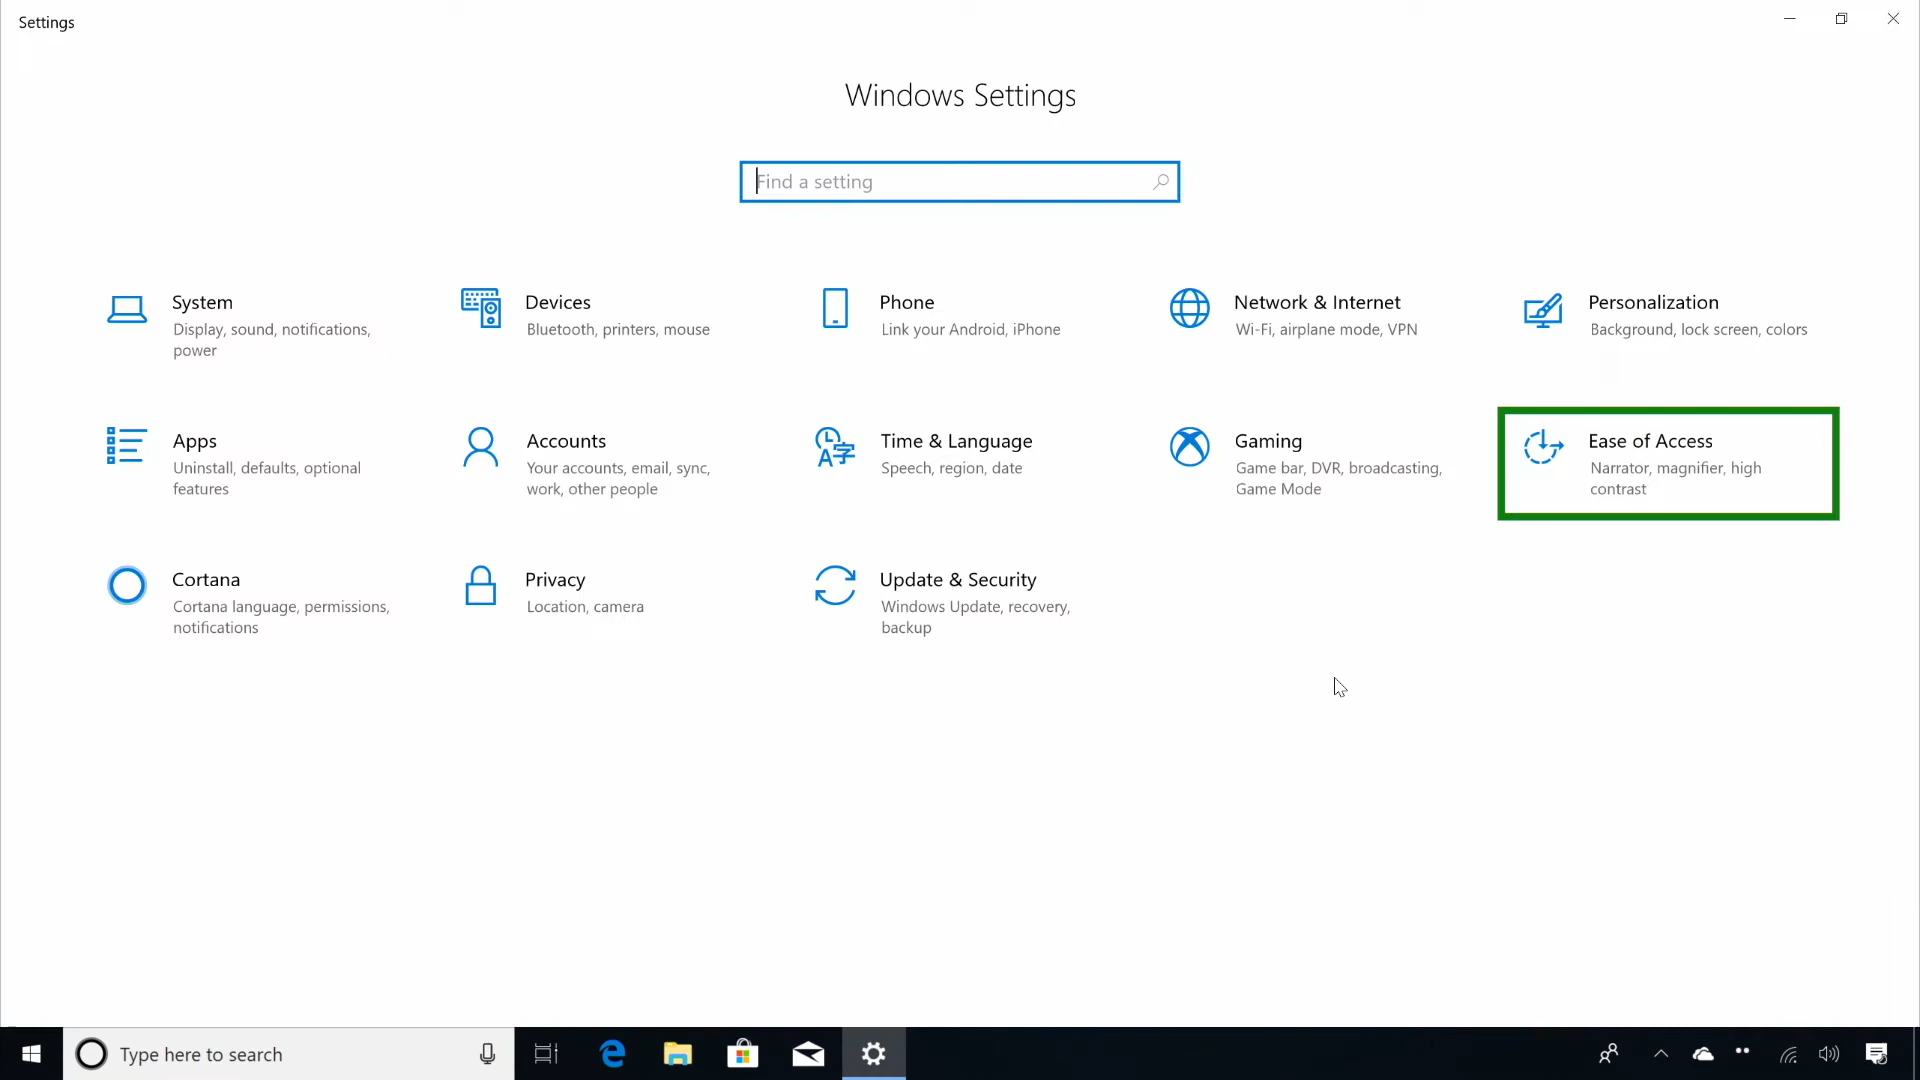 Settings
Windows Settings
Find a setting
System
Display, sound, notifications,
power
Devices
Bluetooth, printers, mouse
Phone
Link your Android, iPhone
Network & Internet
Wi-Fi, airplane mode, VPN
Personalization
Background, lock screen, colors
Apps
Uninstall, defaults, optional
features
Accounts
Your accounts, email, sync,
work, other people
Time & Language
Speech, region, date
Gaming
Game bar, DVR, broadcasting,
Game Mode
Ease of Access
Narrator, magnifier, high
contrast
Cortana
Cortana language, permissions,
notifications
Privacy
Location, camera
Update & Security
Windows Update, recovery,
backup
Type here to search